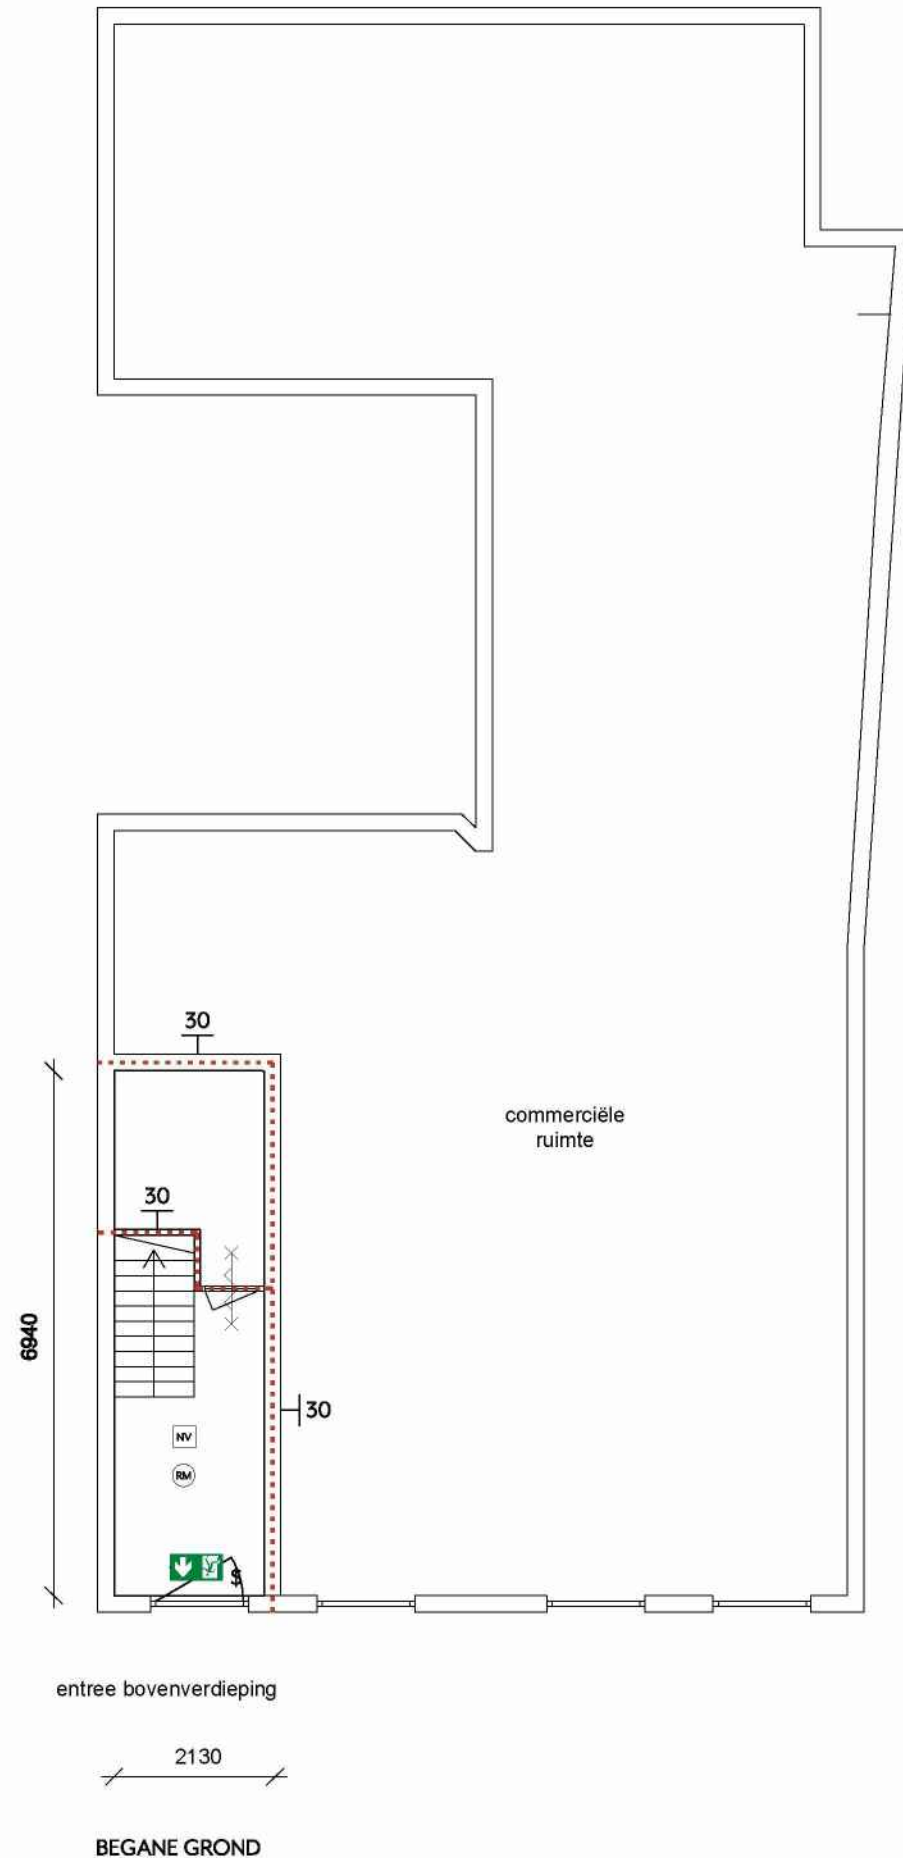 30
commerciële
ruimte
30
6940
30
NV
RM
$
entree bovenverdieping
2130
BEGANE GROND